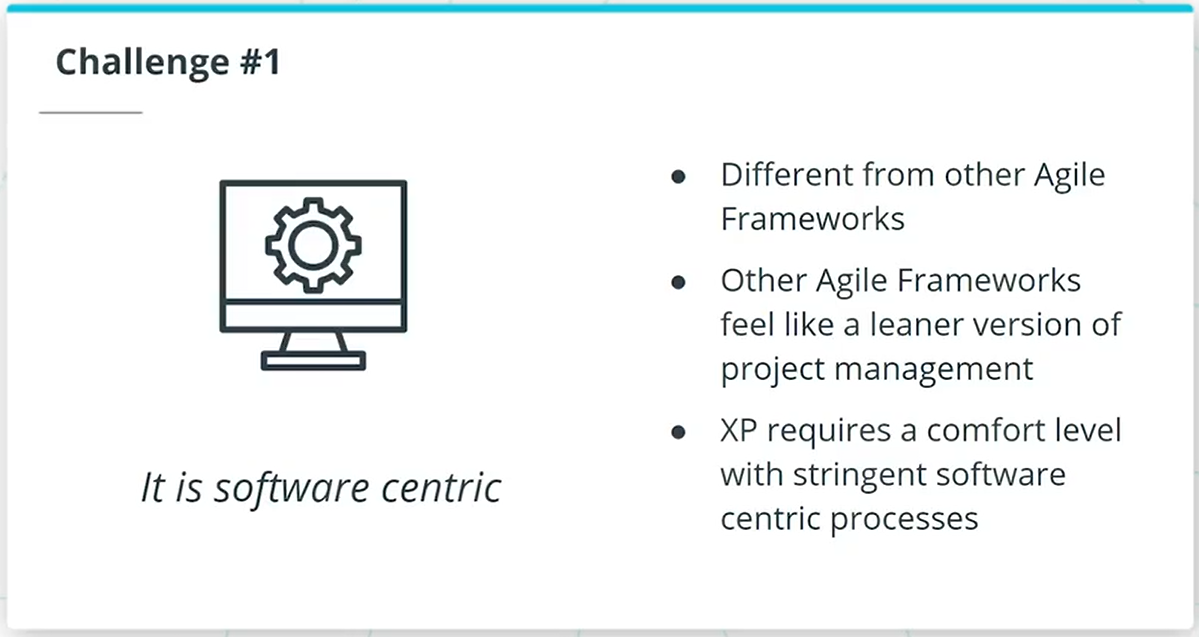 Challenge #1
It is software centric
● Different from other Agile
Frameworks
● Other Agile Frameworks
feel like a leaner version of
project management
● XP requires a comfort level
with stringent software
centric processes